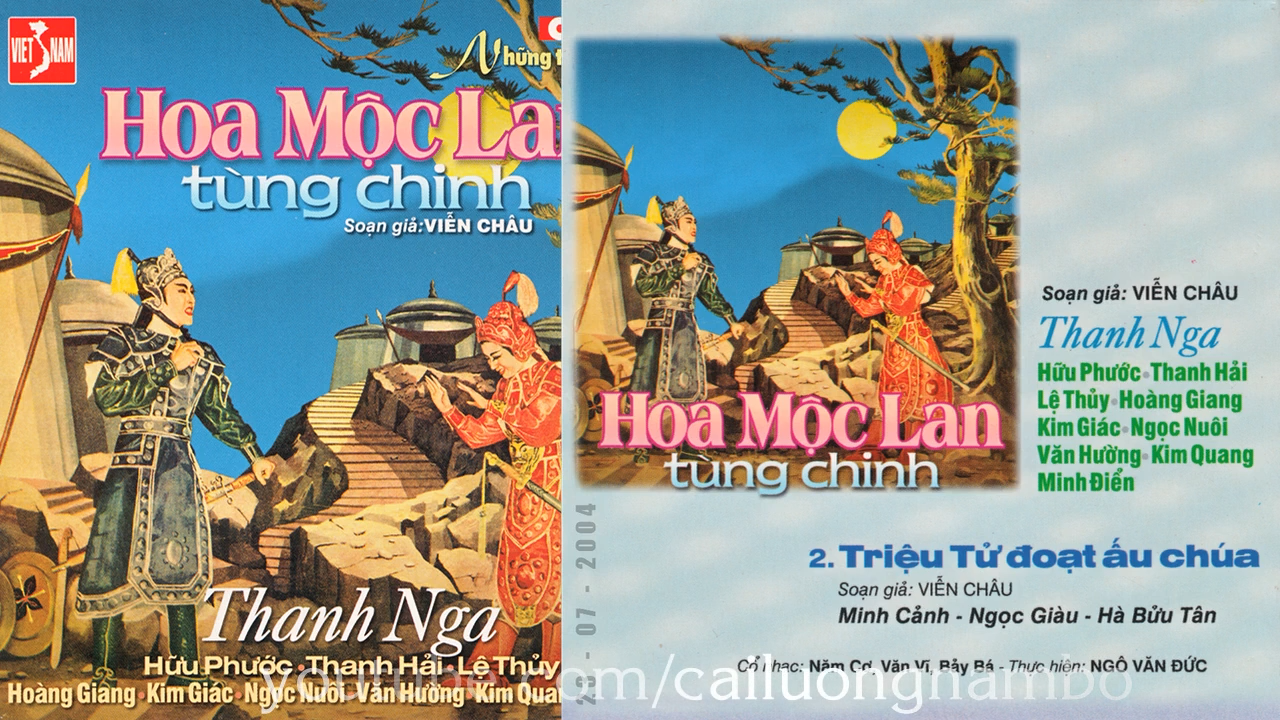 VIET NAM
Những t
Hoa Mộc Lan
tùng chinh
Soạn giả:VIỄN CHÂU
Thanh Nga
Hữu Phước • Thanh Hải • Lệ Thủy
Hoàng Giang • Kim Giác • Ngọc Nuôi • Văn Hường • Kim Qua
Hoa Mộc Lan
tùng chinh
23 - 07 - 2004
Soạn giả: VIỄN CHÂU
Thanh Nga
Hữu Phước • Thanh Hải
Lệ Thủy • Hoàng Giang
Kim Giác • Ngọc Nuôi
Văn Hường • Kim Quang
Minh Điển
2. Triệu Tử đoạt ấu chúa
Soạn giả: VIỄN CHÂU
Minh Cảnh - Ngọc Giàu - Hà Bửu Tân
Cổ nhạc: Năm Cơ, Văn Vĩ, Bảy Bá - Thực hiện: NGÔ VĂN ĐỨC
youtube.com/cailuongnambo